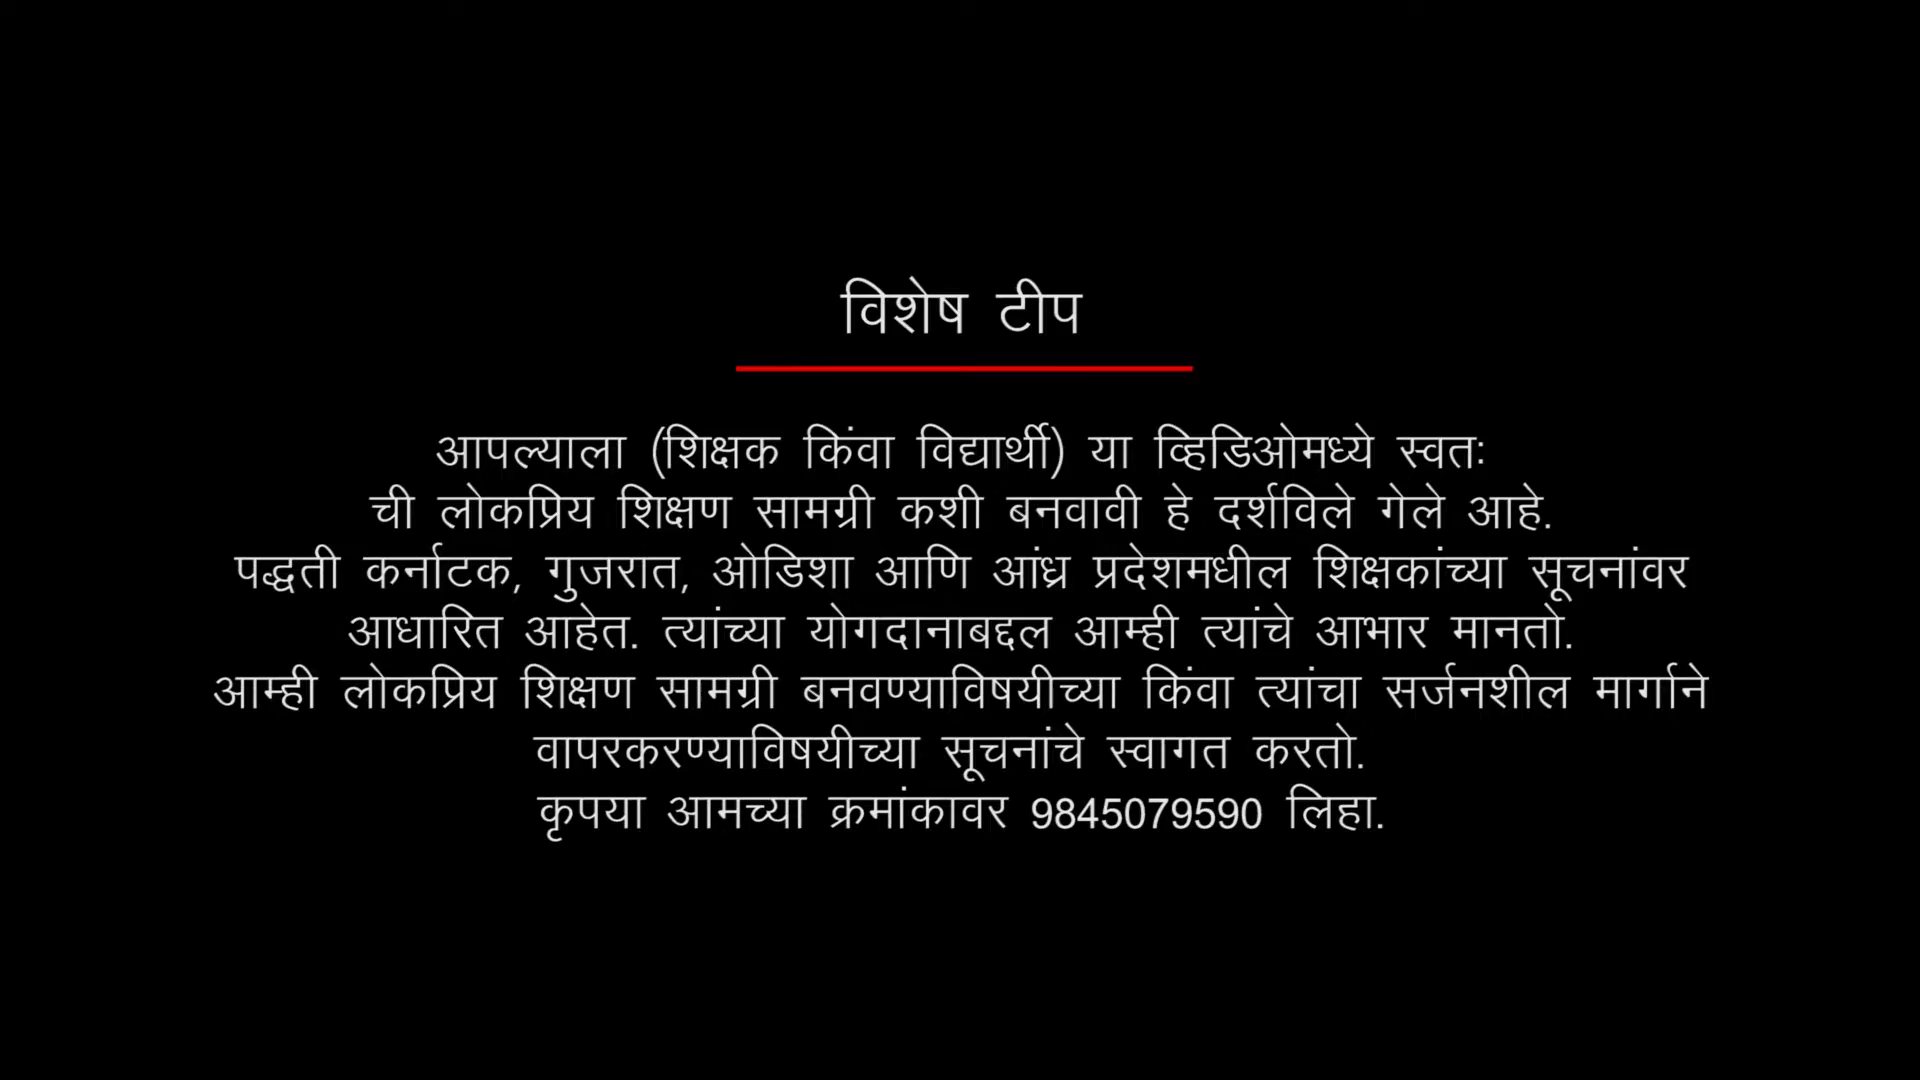 विशेष टीप
आपल्याला (शिक्षक किंवा विद्यार्थी) या व्हिडिओमध्ये स्वतः
ची लोकप्रिय शिक्षण सामग्री कशी बनवावी हे दर्शविले गेले आहे.
पद्धती कर्नाटक, गुजरात, ओडिशा आणि आंध्र प्रदेशमधील शिक्षकांच्या सूचनांवर
आधारित आहेत. त्यांच्या योगदानाबद्दल आम्ही त्यांचे आभार मानतो.
आम्ही लोकप्रिय शिक्षण सामग्री बनवण्याविषयीच्या किंवा त्यांचा सर्जनशील मार्गाने
वापरकरण्याविषयीच्या सूचनांचे स्वागत करतो.
कृपया आमच्या क्रमांकावर 9845079590 लिहा.